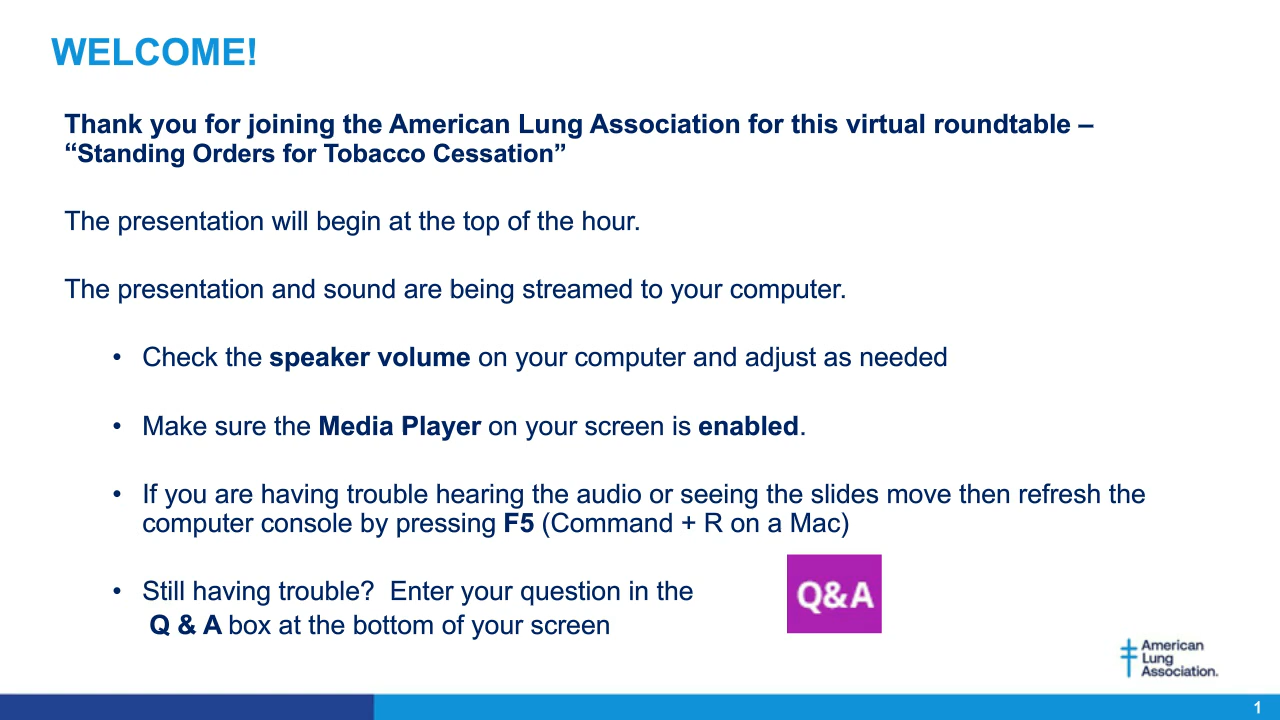 WELCOME!
Thank you for joining the American Lung Association for this virtual roundtable –
“Standing Orders for Tobacco Cessation”
The presentation will begin at the top of the hour.
The presentation and sound are being streamed to your computer.
• Check the speaker volume on your computer and adjust as needed
• Make sure the Media Player on your screen is enabled.
• If you are having trouble hearing the audio or seeing the slides move then refresh the
computer console by pressing F5 (Command + R on a Mac)
• Still having trouble?  Enter your question in the
Q & A box at the bottom of your screen
Q&A
American
Lung
Association.
1